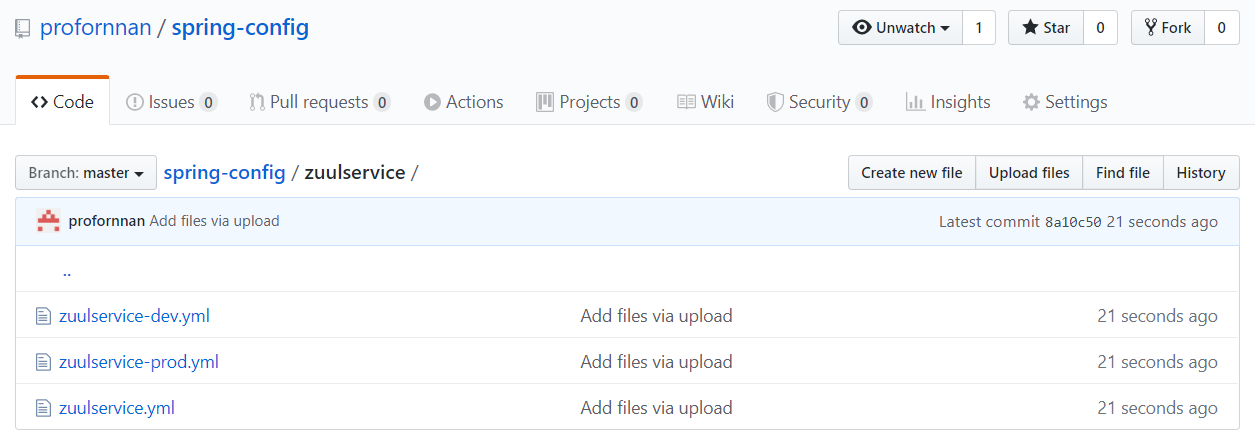 profornnan / spring-config Unwatch 1 Star 0 Fork 0
Code Issues 0 Pull requests 0 Actions Projects 0 Wiki Security 0 Insights Settings
Branch: master spring-config / zuulservice / Create new file Upload files Find file History
profornnan Add files via upload Latest commit 8a10c50 21 seconds ago
..
zuulservice-dev.yml Add files via upload 21 seconds ago
zuulservice-prod.yml Add files via upload 21 seconds ago
zuulservice.yml Add files via upload 21 seconds ago